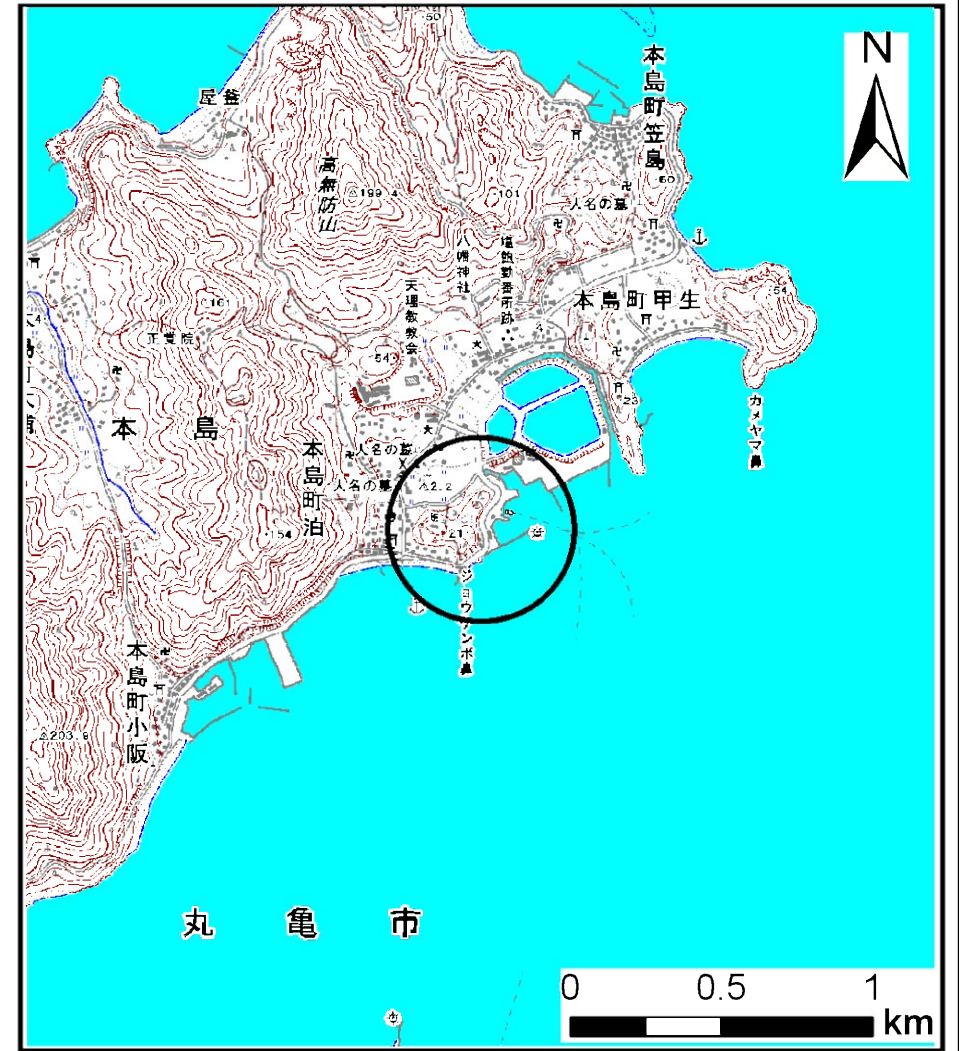 50
本島町笠島
N
屋釜
高無防山
199.4
101
60
人名の墓
八幡神社
塩飽勤番所跡
天理教教会
本島町甲生
54
161
正覚院
54
23
カメヤマ鼻
本島
本島町泊
人名の墓
人名の墓
2.2
154
21
ジョウケンボ鼻
本島町小阪
203.9
丸亀市
0 0.5 1
km